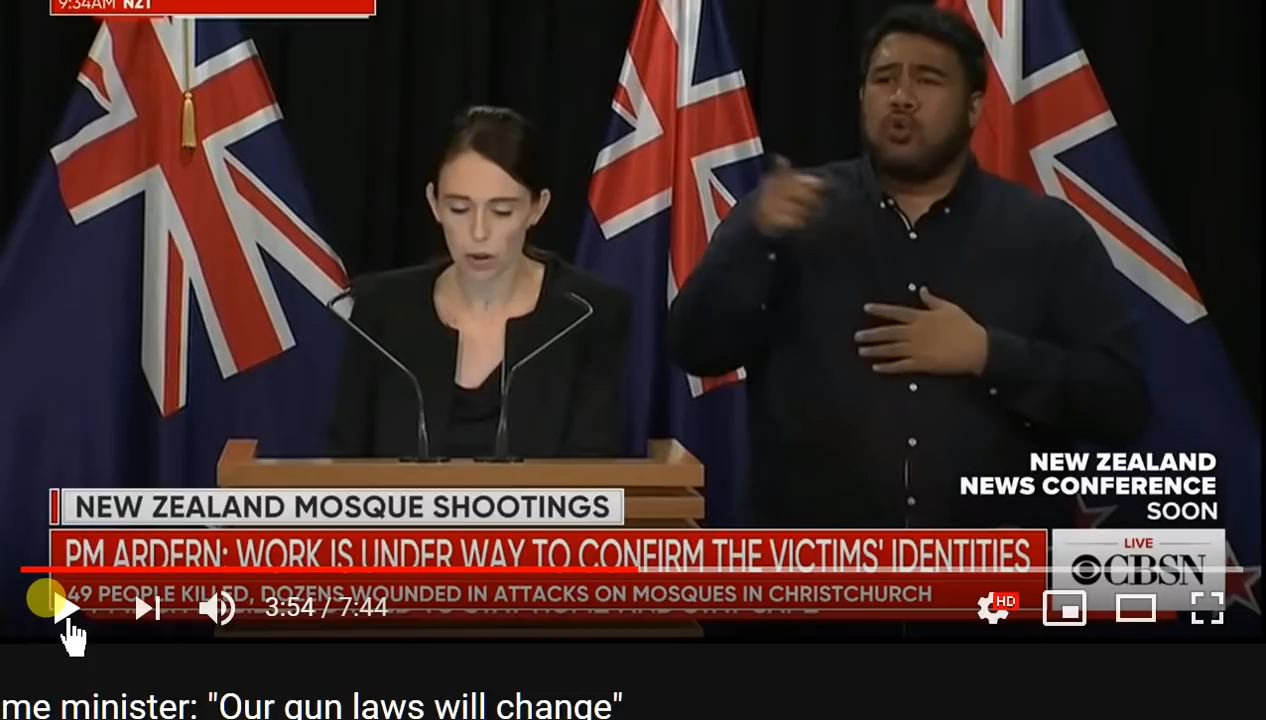 9:34AM NZT
NEW ZEALAND
NEWS CONFERENCE
SOON
NEW ZEALAND MOSQUE SHOOTINGS
PM ARDERN: WORK IS UNDER WAY TO CONFIRM THE VICTIMS' IDENTITIES
LIVE
CBSN
49 PEOPLE KILLED, DOZENS WOUNDED IN ATTACKS ON MOSQUES IN CHRISTCHURCH
3:54 / 7:44
HD
me minister: "Our gun laws will change"